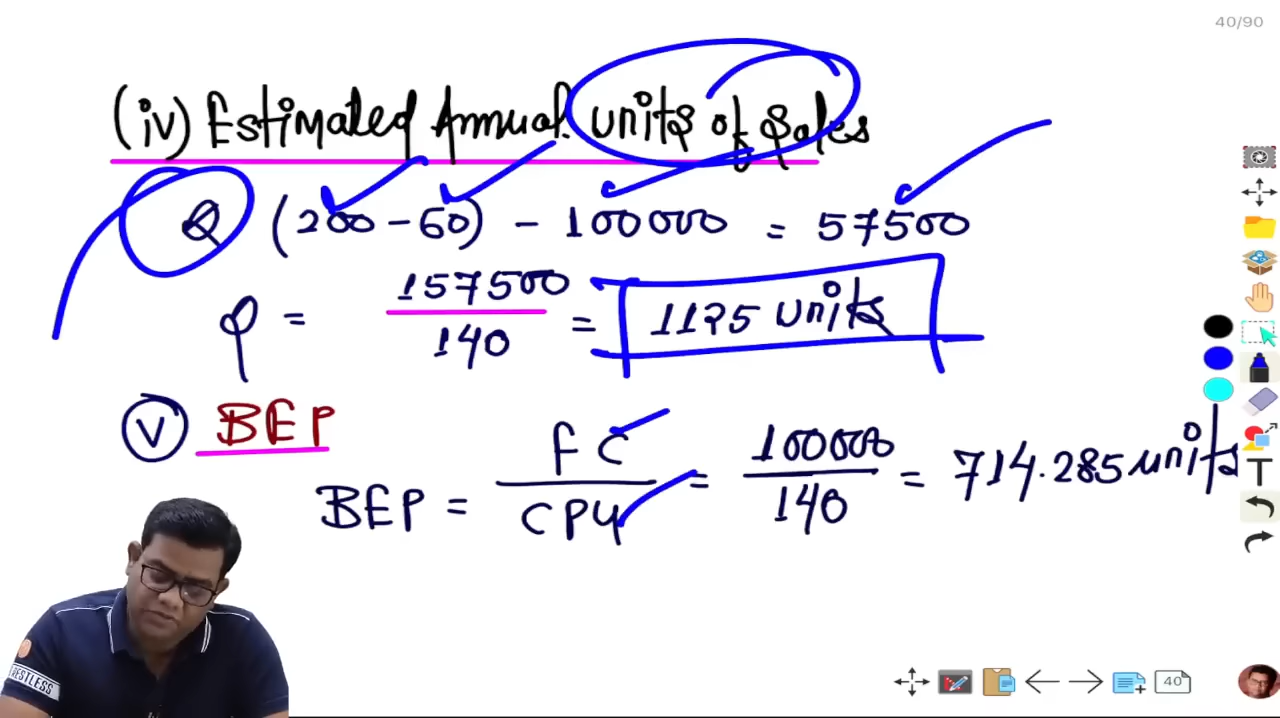 40/90
(iv) Estimated Annual units of Sales
Q (200 - 60) - 100000 = 57500
Q = 157500 / 140 = 1125 units
(V) BEP
BEP = FC / CPU = 100000 / 140 = 714.285 units
RESTLESS
40